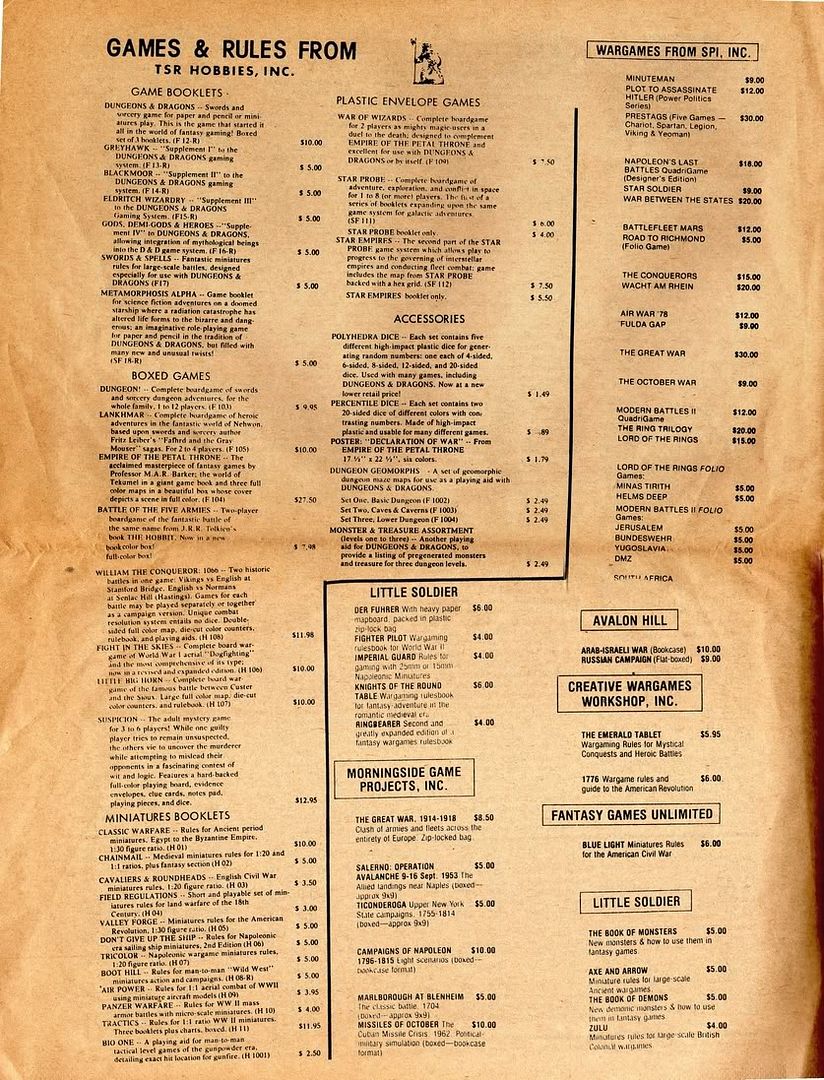 GAMES & RULES FROM
TSR HOBBIES, INC.
GAME BOOKLETS
DUNGEONS & DRAGONS -- Swords and
sorcery game for paper and pencil or mini-
atures play. This is the game that started it
all in the world of fantasy gaming! Boxed
set of 3 booklets. (F 12-R) $10.00
GREYHAWK -- "Supplement I" to the
DUNGEONS & DRAGONS gaming
system. (F 13-R) $ 5.00
BLACKMOOR -- "Supplement II" to the
DUNGEONS & DRAGONS gaming
system. (F 14-R) $ 5.00
ELDRITCH WIZARDRY -- "Supplement III"
to the DUNGEONS & DRAGONS
Gaming System. (F15-R) $ 5.00
GODS, DEMI-GODS & HEROES -- "Supple-
ment IV" to DUNGEONS & DRAGONS,
allowing integration of mythological beings
into the D & D game system. (F 16-R) $ 5.00
SWORDS & SPELLS -- Fantastic miniatures
rules for large-scale battles, designed
especially for use with DUNGEONS &
DRAGONS (F17) $ 5.00
METAMORPHOSIS ALPHA -- Game booklet
for science fiction adventures on a doomed
starship where a radiation catastrophe has
altered life forms to the bizarre and dang-
erous; an imaginative role-playing game
for paper and pencil in the tradition of
DUNGEONS & DRAGONS, but filled with
many new and unusual twists!
(SF 18-R) $ 5.00
BOXED GAMES
DUNGEON! -- Complete boardgame of swords
and sorcery dungeon adventures, for the
whole family, 1 to 12 players. (F 103) $ 9.95
LANKHMAR -- Complete boardgame of heroic
adventures in the fantastic world of Nehwon,
based upon swords and sorcery author
Fritz Leiber's "Fafhrd and the Gray
Mouser" sagas. For 2 to 4 players. (F 105) $10.00
EMPIRE OF THE PETAL THRONE -- The
acclaimed masterpiece of fantasy games by
Professor M.A.R. Barker; the world of
Tekumel in a giant game book and three full
color maps in a beautiful box whose cover
depicts a scene in full color. (F 104) $27.50
BATTLE OF THE FIVE ARMIES -- Two-player
boardgame of the fantastic battle of
the same name from J.R.R. Tolkien's
book THE HOBBIT. Now in a new
bookcolor box! $ 7.98
full-color box!
WILLIAM THE CONQUEROR: 1066 -- Two historic
battles in one game: Vikings vs English at
Stamford Bridge. English vs Normans
at Senlac Hill (Hastings). Games for each
battle may be played separately or together
as a campaign version. Unique combat
resolution system entails no dice. Double-
sided full color map, die-cut color counters,
rulebook, and playing aids. (H 108) $11.98
FIGHT IN THE SKIES -- Complete board war-
game of World War I aerial "Dogfighting"
and the most comprehensive of its type;
now in a revised and expanded edition. (H 106) $10.00
LITTLE BIG HORN -- Complete board war-
game of the famous battle between Custer
and the Sioux. Large full color map, die-cut
color counters, and rulebook. (H 107) $10.00
SUSPICION -- The adult mystery game
for 3 to 6 players! While one guilty
player tries to remain unsuspected,
the others vie to uncover the murderer
while attempting to mislead their
opponents in a fascinating contest of
wit and logic. Features a hard-backed
full-color playing board, evidence
envelopes, clue cards, notes pad,
playing pieces, and dice. $12.95
MINIATURES BOOKLETS
CLASSIC WARFARE -- Rules for Ancient period
miniatures, Egypt to the Byzantine Empire.
1:30 figure ratio. (H 01) $10.00
CHAINMAIL -- Medieval miniatures rules for 1:20 and
1:1 ratios, plus fantasy section (H 02) $ 5.00
CAVALIERS & ROUNDHEADS -- English Civil War
miniatures rules, 1:20 figure ratio. (H 03) $ 3.50
FIELD REGULATIONS -- Short and playable set of min-
iatures rules for land warfare of the 18th
Century. (H 04) $ 3.00
VALLEY FORGE -- Miniatures rules for the American
Revolution, 1:30 figure ratio. (H 05) $ 5.00
DON'T GIVE UP THE SHIP -- Rules for Napoleonic
era sailing ship miniatures, 2nd Edition (H 06) $ 5.00
TRICOLOR -- Napoleonic wargame miniatures rules,
1:20 figure ratio. (H 07) $ 5.00
BOOT HILL -- Rules for man-to-man "Wild West"
miniatures action and campaigns. (H 08-R) $ 5.00
AIR POWER -- Rules for 1:1 aerial combat of WWII
using miniature aircraft models (H 09) $ 3.95
PANZER WARFARE -- Rules for WW II mass
armor battles with micro-scale miniatures. (H 10) $ 4.00
TRACTICS -- Rules for 1:1 ratio WW II miniatures.
Three booklets plus charts, boxed. (H 11) $11.95
BIO ONE -- A playing aid for man-to-man
tactical level games of the gunpowder era,
detailing exact hit location for gunfire. (H 1001) $ 2.50
PLASTIC ENVELOPE GAMES
WAR OF WIZARDS -- Complete boardgame
for 2 players as mighty magic-users in a
duel to the death; designed to complement
EMPIRE OF THE PETAL THRONE and
excellent for use with DUNGEONS &
DRAGONS or by itself. (F 109) $ 7.50
STAR PROBE -- Complete boardgame of
adventure, exploration, and conflict in space
for 1 to 8 (or more) players. The first of a
series of booklets expanding upon the same
game system for galactic adventures.
(SF 111) $ 6.00
STAR PROBE booklet only. $ 4.00
STAR EMPIRES -- The second part of the STAR
PROBE game system which allows play to
progress to the governing of interstellar
empires and conducting fleet combat; game
includes the map from STAR PROBE
backed with a hex grid. (SF 112) $ 7.50
STAR EMPIRES booklet only. $ 5.50
ACCESSORIES
POLYHEDRA DICE -- Each set contains five
different high-impact plastic dice for gener-
ating random numbers: one each of 4-sided,
6-sided, 8-sided, 12-sided, and 20-sided
dice. Used with many games, including
DUNGEONS & DRAGONS. Now at a new
lower retail price! $ 1.49
PERCENTILE DICE -- Each set contains two
20-sided dice of different colors with con
trasting numbers. Made of high-impact
plastic and usable for many different games. $ .89
POSTER: "DECLARATION OF WAR" -- From
EMPIRE OF THE PETAL THRONE
17 ½" x 22 ½", six colors. $ 1.79
DUNGEON GEOMORPHS - A set of geomorphic
dungeon maze maps for use as a playing aid with
DUNGEONS & DRAGONS.
Set One, Basic Dungeon (F 1002) $ 2.49
Set Two, Caves & Caverns (F 1003) $ 2.49
Set Three, Lower Dungeon (F 1004) $ 2.49
MONSTER & TREASURE ASSORTMENT
(levels one to three) -- Another playing
aid for DUNGEONS & DRAGONS, to
provide a listing of pregenerated monsters
and treasure for three dungeon levels. $ 2.49
LITTLE SOLDIER
DER FUHRER With heavy paper $6.00
mapboard, packed in plastic
zip-lock bag
FIGHTER PILOT Wargaming $4.00
rulesbook for World War II
IMPERIAL GUARD Rules for $4.00
gaming with 25mm or 15mm
Napoleonic Miniatures
KNIGHTS OF THE ROUND $6.00
TABLE Wargaming rulesbook
for fantasy-adventure in the
romantic medieval era
RINGBEARER Second and $4.00
greatly expanded edition of a
fantasy wargames rulesbook
MORNINGSIDE GAME
PROJECTS, INC.
THE GREAT WAR, 1914-1918 $8.50
Clash of armies and fleets across the
entirety of Europe. Zip-locked bag.
SALERNO: OPERATION $5.00
AVALANCHE 9-16 Sept. 1953 The
Allied landings near Naples (boxed—
approx 9x9)
TICONDEROGA Upper New York $5.00
State campaigns, 1755-1814
(boxed—approx 9x9)
CAMPAIGNS OF NAPOLEON $10.00
1796-1815 Eight scenarios (boxed—
bookcase format)
MARLBOROUGH AT BLENHEIM $5.00
The classic battle, 1704
(boxed—approx 9x9)
MISSILES OF OCTOBER The $10.00
Cuban Missile Crisis, 1962. Political-
military simulation (boxed—bookcase
format)
WARGAMES FROM SPI, INC.
MINUTEMAN $9.00
PLOT TO ASSASSINATE $12.00
HITLER (Power Politics
Series)
PRESTAGS (Five Games — $30.00
Chariot, Spartan, Legion,
Viking & Yeoman)
NAPOLEON'S LAST $18.00
BATTLES QuadriGame
(Designer's Edition)
STAR SOLDIER $9.00
WAR BETWEEN THE STATES $20.00
BATTLEFLEET MARS $12.00
ROAD TO RICHMOND $5.00
(Folio Game)
THE CONQUERORS $15.00
WACHT AM RHEIN $20.00
AIR WAR '78 $12.00
FULDA GAP $9.00
THE GREAT WAR $30.00
THE OCTOBER WAR $9.00
MODERN BATTLES II $12.00
QuadriGame
THE RING TRILOGY $20.00
LORD OF THE RINGS $15.00
LORD OF THE RINGS FOLIO
Games:
MINAS TIRITH $5.00
HELMS DEEP $5.00
MODERN BATTLES II FOLIO
Games:
JERUSALEM $5.00
BUNDESWEHR $5.00
YUGOSLAVIA $5.00
DMZ $5.00
SOUTH AFRICA
AVALON HILL
ARAB-ISRAELI WAR (Bookcase) $10.00
RUSSIAN CAMPAIGN (Flat-boxed) $9.00
CREATIVE WARGAMES
WORKSHOP, INC.
THE EMERALD TABLET $5.95
Wargaming Rules for Mystical
Conquests and Heroic Battles
1776 Wargame rules and $6.00
guide to the American Revolution
FANTASY GAMES UNLIMITED
BLUE LIGHT Miniatures Rules $6.00
for the American Civil War
LITTLE SOLDIER
THE BOOK OF MONSTERS $5.00
New monsters & how to use them in
fantasy games.
AXE AND ARROW $5.00
Miniature rules for large-scale
Ancient wargames.
THE BOOK OF DEMONS $5.00
New demonic monsters & how to use
them in fantasy games
ZULU $4.00
Miniatures rules for large-scale British
Colonial wargames